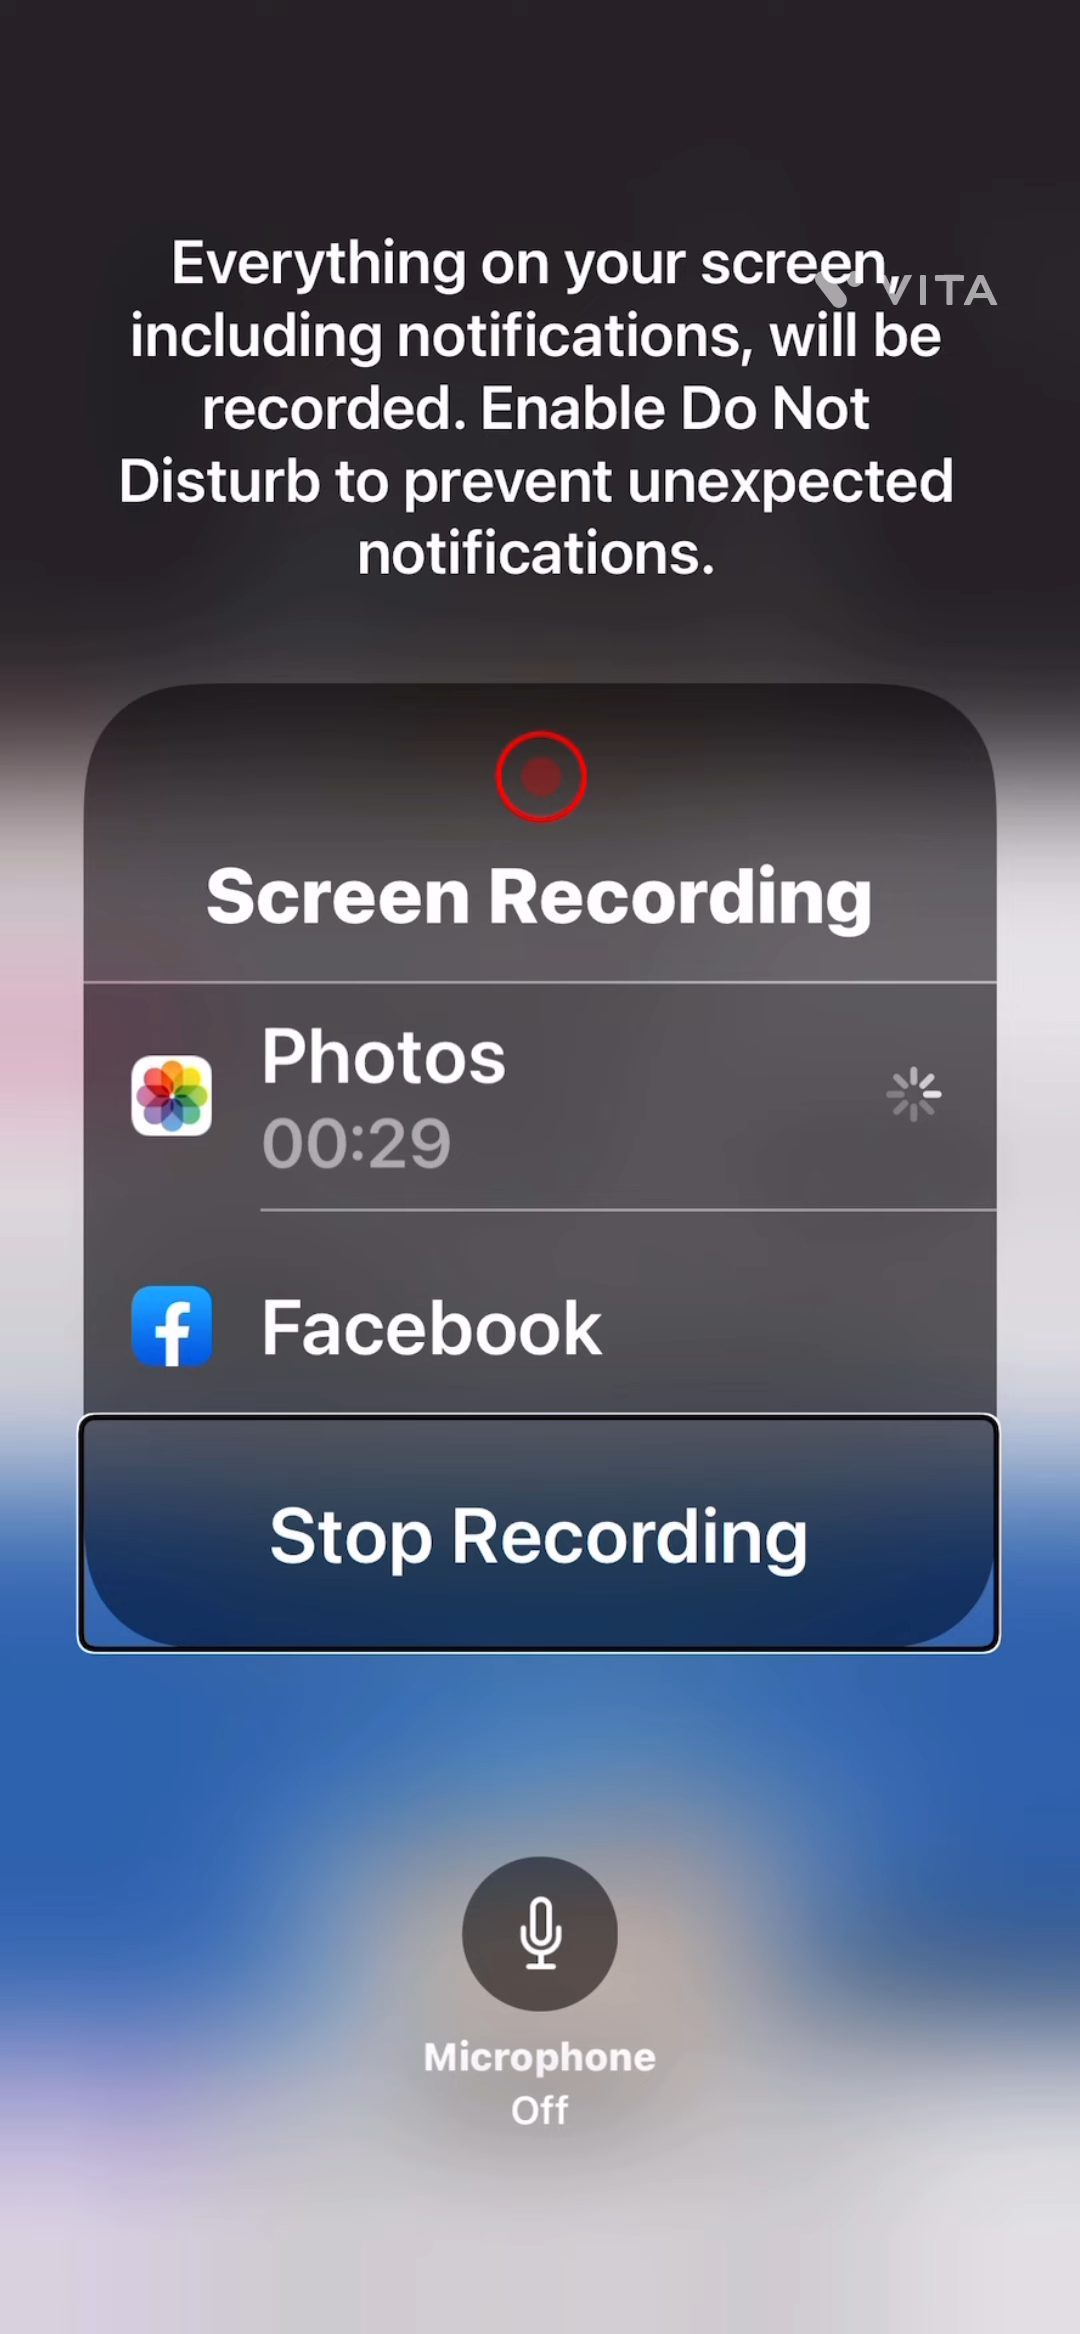 Everything on your screen,
VITA
including notifications, will be
recorded. Enable Do Not
Disturb to prevent unexpected
notifications.
Screen Recording
Photos
00:29
Facebook
Stop Recording
Microphone
Off